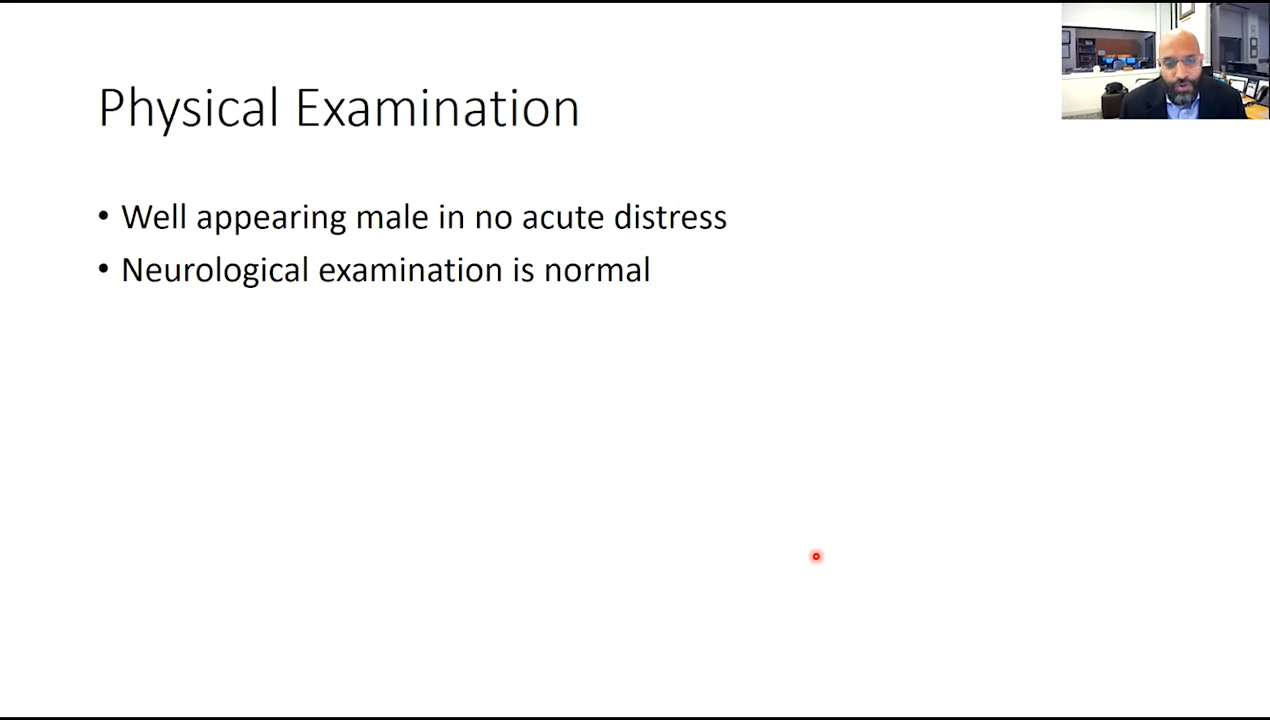 Physical Examination
• Well appearing male in no acute distress
• Neurological examination is normal